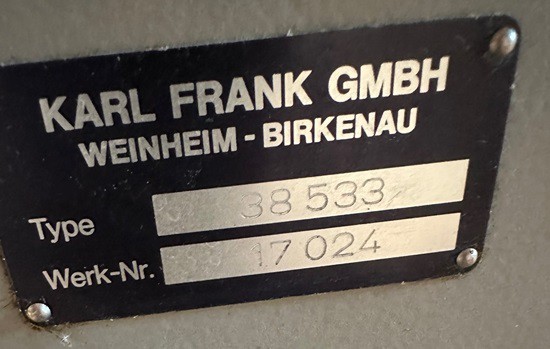 KARL FRANK GMBH
WEINHEIM - BIRKENAU
Type 38 533
Werk-Nr. 17 024